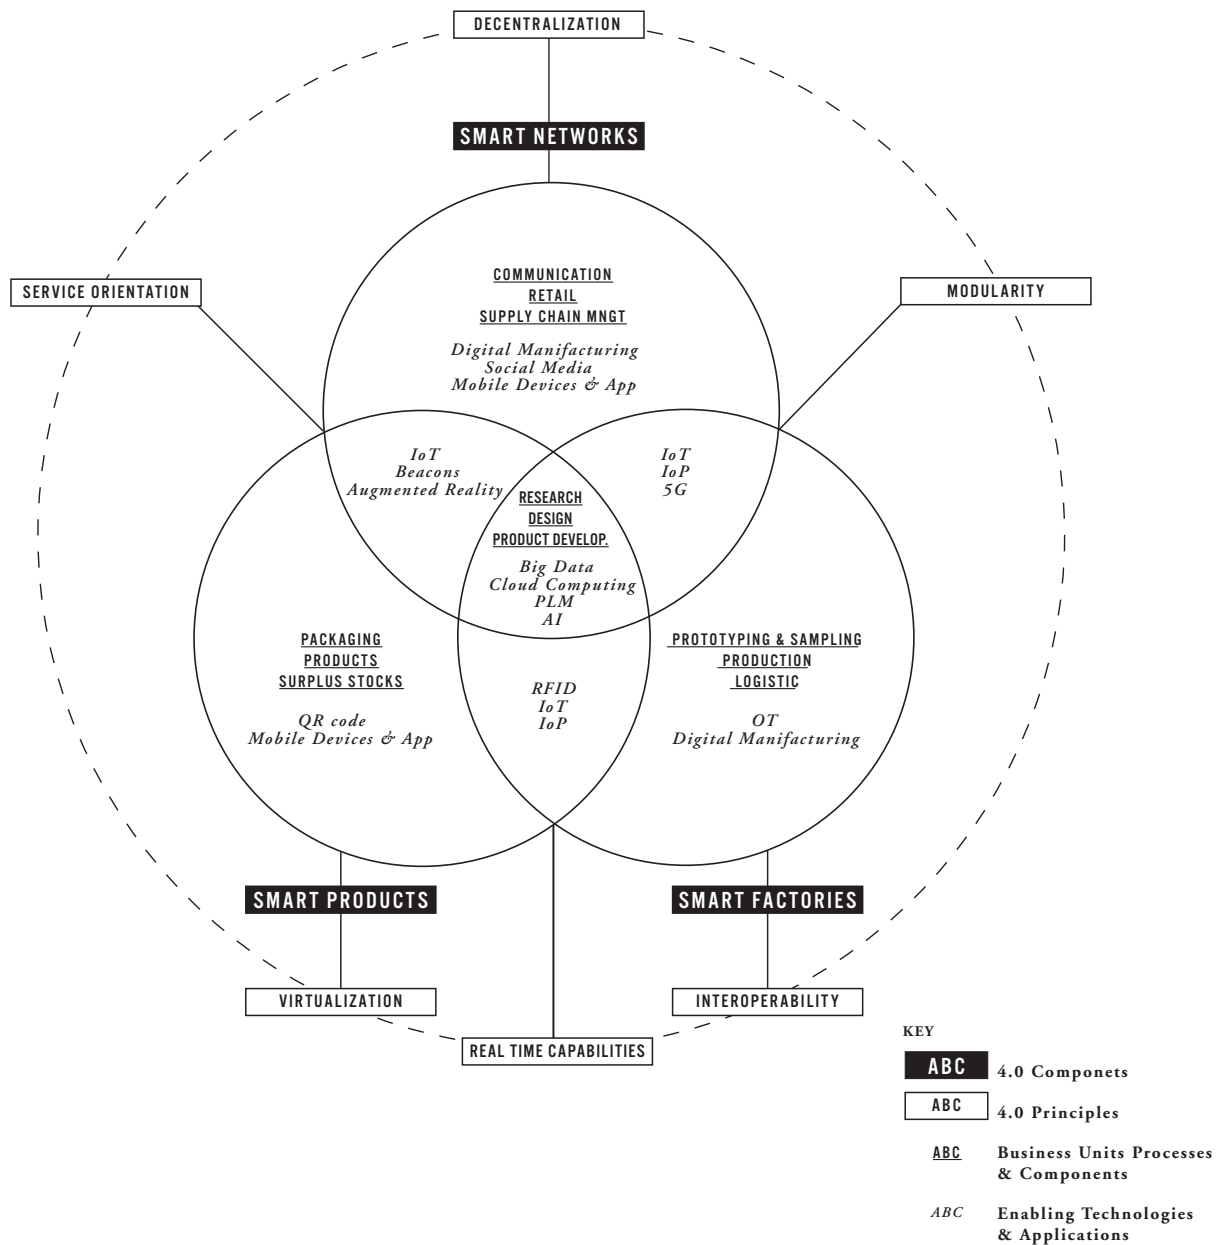 DECENTRALIZATION
SMART NETWORKS
SERVICE ORIENTATION
MODULARITY
COMMUNICATION
RETAIL
SUPPLY CHAIN MNGT
Digital Manifacturing
Social Media
Mobile Devices & App
IoT
Beacons
Augmented Reality
IoT
IoP
5G
RESEARCH
DESIGN
PRODUCT DEVELOP.
Big Data
Cloud Computing
PLM
AI
PACKAGING
PRODUCTS
SURPLUS STOCKS
QR code
Mobile Devices & App
RFID
IoT
IoP
PROTOTYPING & SAMPLING
PRODUCTION
LOGISTIC
OT
Digital Manifacturing
SMART PRODUCTS
SMART FACTORIES
VIRTUALIZATION
INTEROPERABILITY
REAL TIME CAPABILITIES
KEY
ABC 4.0 Componets
ABC 4.0 Principles
ABC Business Units Processes
& Components
ABC Enabling Technologies
& Applications